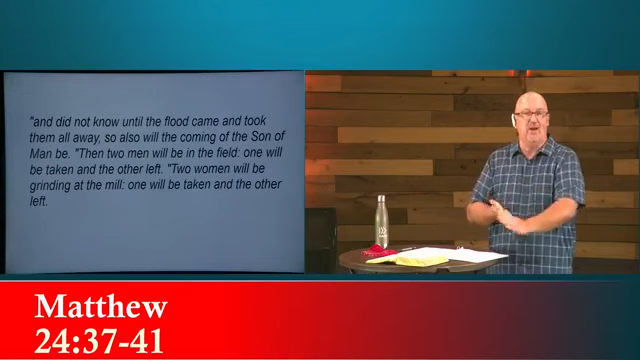 "and did not know until the flood came and took
them all away, so also will the coming of the Son of
Man be. "Then two men will be in the field: one will
be taken and the other left. "Two women will be
grinding at the mill: one will be taken and the other
left.
Matthew
24:37-41